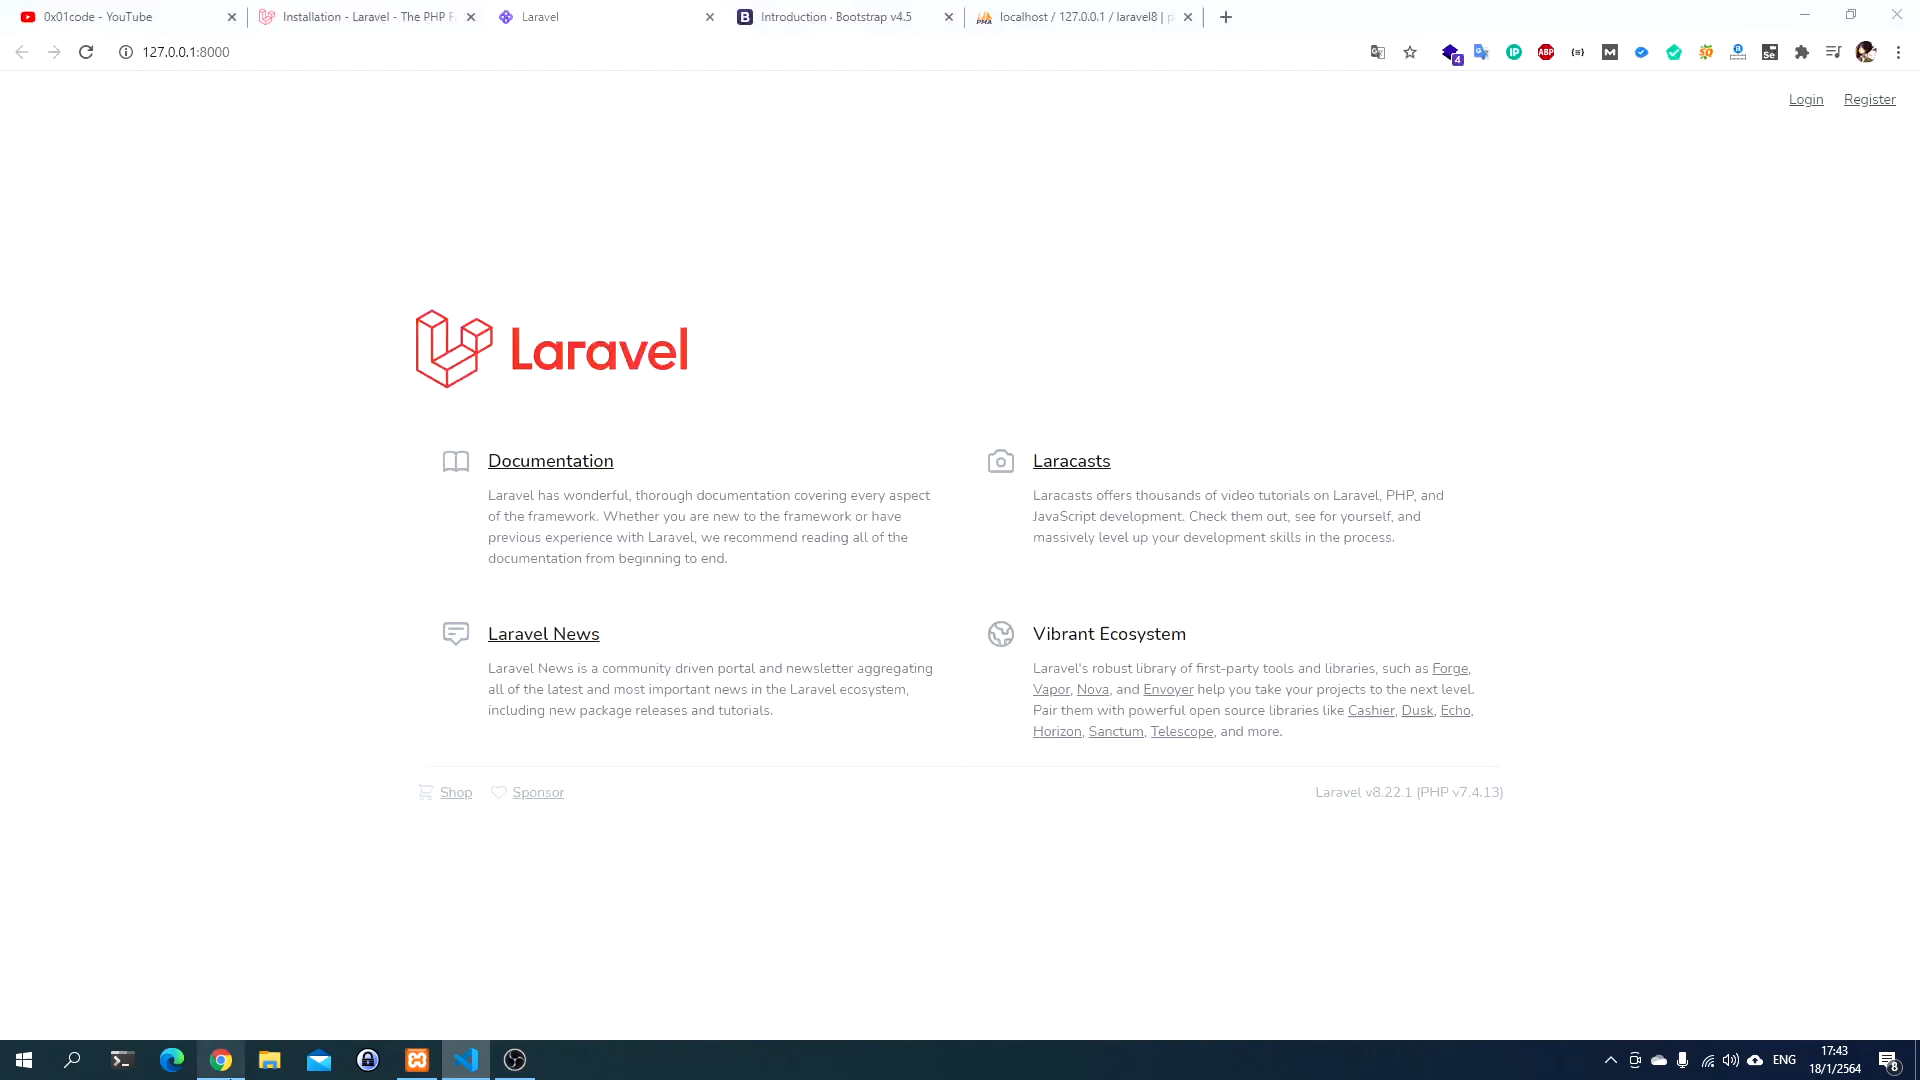 0x01code - YouTube
Installation - Laravel - The PHP F
Laravel
Introduction · Bootstrap v4.5
localhost / 127.0.0.1 / laravel8 | p
127.0.0.1:8000
4
IP
ABP
M
Se
Login Register
Laravel
Documentation
Laravel has wonderful, thorough documentation covering every aspect
of the framework. Whether you are new to the framework or have
previous experience with Laravel, we recommend reading all of the
documentation from beginning to end.
Laracasts
Laracasts offers thousands of video tutorials on Laravel, PHP, and
JavaScript development. Check them out, see for yourself, and
massively level up your development skills in the process.
Laravel News
Laravel News is a community driven portal and newsletter aggregating
all of the latest and most important news in the Laravel ecosystem,
including new package releases and tutorials.
Vibrant Ecosystem
Laravel's robust library of first-party tools and libraries, such as Forge,
Vapor, Nova, and Envoyer help you take your projects to the next level.
Pair them with powerful open source libraries like Cashier, Dusk, Echo,
Horizon, Sanctum, Telescope, and more.
Shop Sponsor
Laravel v8.22.1 (PHP v7.4.13)
ENG
17:43
18/1/2564
8